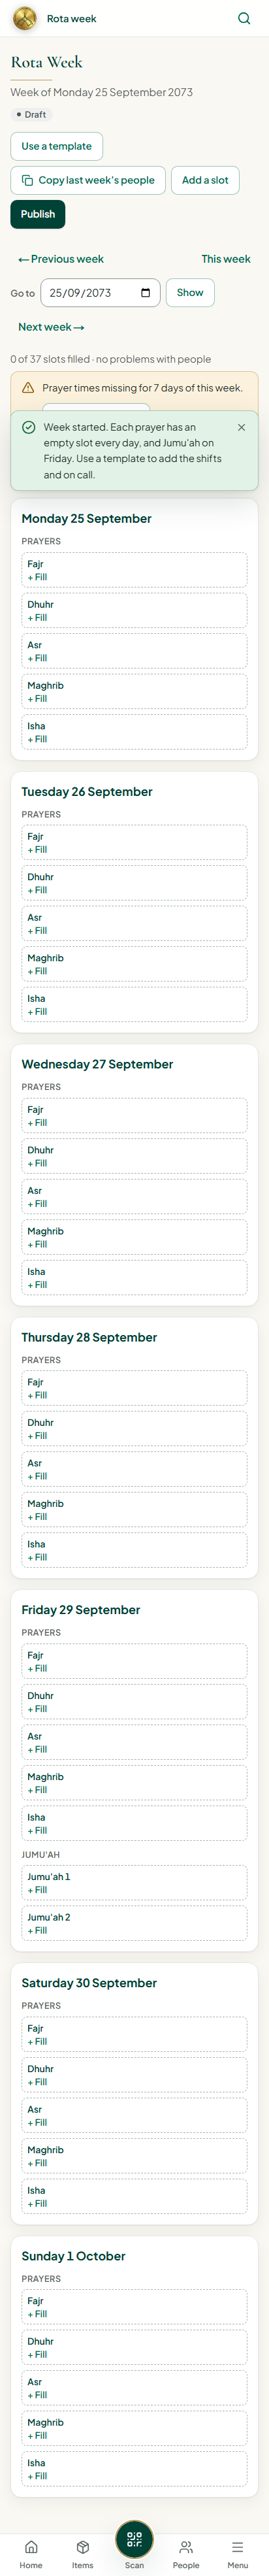 Rota week
Rota Week
Week of Monday 25 September 2073
Draft
Use a template
Copy last week's people
Add a slot
Publish
← Previous week
This week
Go to
25/09/2073
Show
Next week →
0 of 37 slots filled · no problems with people
Prayer times missing for 7 days of this week.
Week started. Each prayer has an
empty slot every day, and Jumu'ah on
Friday. Use a template to add the shifts
and on call.
Monday 25 September
PRAYERS
Fajr
+ Fill
Dhuhr
+ Fill
Asr
+ Fill
Maghrib
+ Fill
Isha
+ Fill
Tuesday 26 September
PRAYERS
Fajr
+ Fill
Dhuhr
+ Fill
Asr
+ Fill
Maghrib
+ Fill
Isha
+ Fill
Wednesday 27 September
PRAYERS
Fajr
+ Fill
Dhuhr
+ Fill
Asr
+ Fill
Maghrib
+ Fill
Isha
+ Fill
Thursday 28 September
PRAYERS
Fajr
+ Fill
Dhuhr
+ Fill
Asr
+ Fill
Maghrib
+ Fill
Isha
+ Fill
Friday 29 September
PRAYERS
Fajr
+ Fill
Dhuhr
+ Fill
Asr
+ Fill
Maghrib
+ Fill
Isha
+ Fill
JUMU'AH
Jumu'ah 1
+ Fill
Jumu'ah 2
+ Fill
Saturday 30 September
PRAYERS
Fajr
+ Fill
Dhuhr
+ Fill
Asr
+ Fill
Maghrib
+ Fill
Isha
+ Fill
Sunday 1 October
PRAYERS
Fajr
+ Fill
Dhuhr
+ Fill
Asr
+ Fill
Maghrib
+ Fill
Isha
+ Fill
Home
Items
Scan
People
Menu